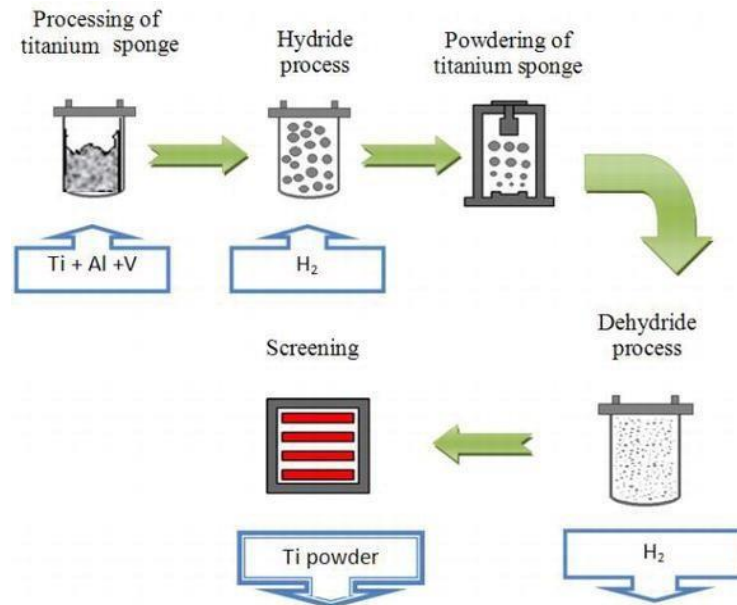 Processing of
titanium sponge
Hydride
process
Powdering of
titanium sponge
Ti + Al +V
H₂
Dehydride
process
Screening
Ti powder
H₂